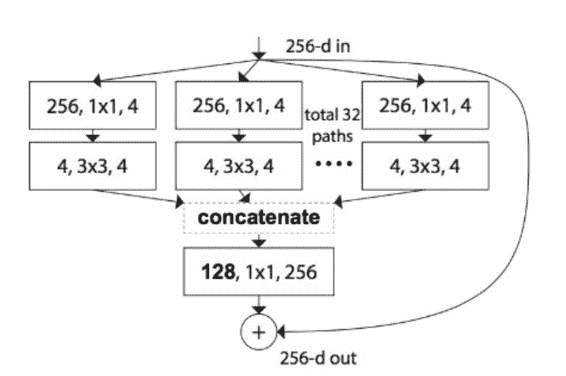 256-d in
256, 1x1, 4
256, 1x1, 4
total 32
paths
256, 1x1, 4
4, 3x3, 4
4, 3x3, 4
....
4, 3x3, 4
concatenate
128, 1x1, 256
+
256-d out